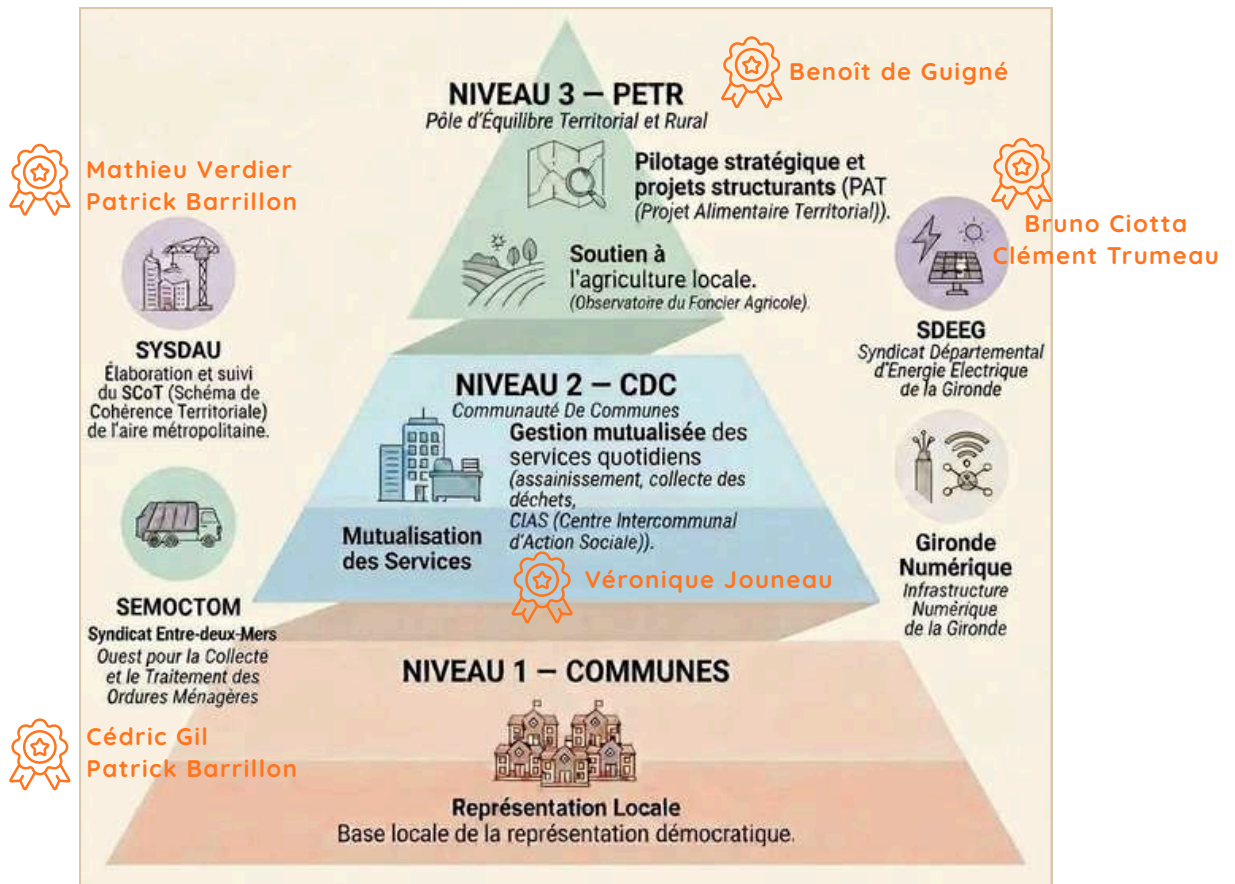 Benoît de Guigné
NIVEAU 3 – PETR
Pôle d'Équilibre Territorial et Rural
Pilotage stratégique et
projets structurants (PAT
(Projet Alimentaire Territorial)).
Soutien à
l'agriculture locale.
(Observatoire du Foncier Agricole).
Mathieu Verdier
Patrick Barrillon
SYSDAU
Élaboration et suivi
du SCoT (Schéma de
Cohérence Territoriale)
de l'aire métropolitaine.
Bruno Ciotta
Clément Trumeau
SDEEG
Syndicat Départemental
d'Energie Electrique
de la Gironde
NIVEAU 2 – CDC
Communauté De Communes
Gestion mutualisée des
services quotidiens
(assainissement, collecte des
déchets,
CIAS (Centre Intercommunal
d'Action Sociale)).
Mutualisation
des Services
Véronique Jouneau
SEMOCTOM
Syndicat Entre-deux-Mers
Ouest pour la Collecte
et le Traitement des
Ordures Ménagères
Cédric Gil
Patrick Barrillon
Gironde
Numérique
Infrastructure
Numérique
de la Gironde
NIVEAU 1 – COMMUNES
Représentation Locale
Base locale de la représentation démocratique.